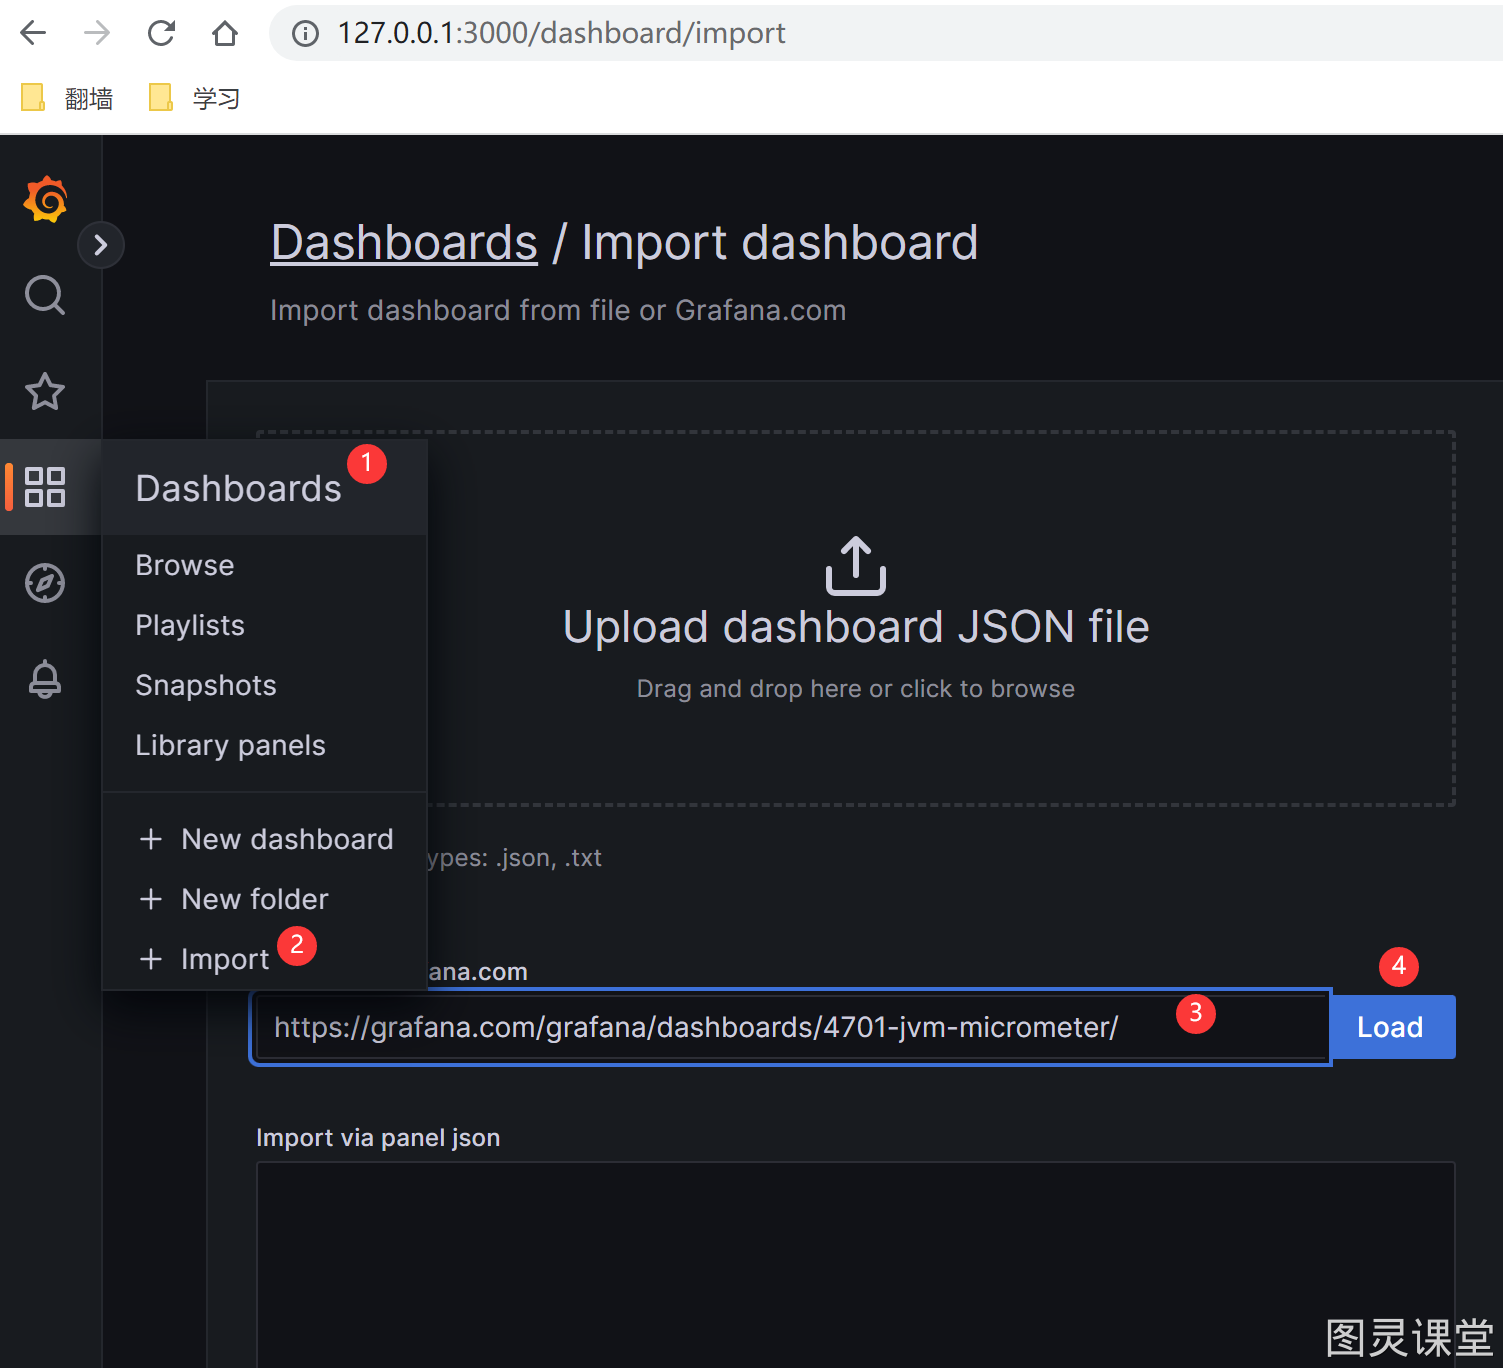 127.0.0.1:3000/dashboard/import
翻墙 学习
Dashboards / Import dashboard
Import dashboard from file or Grafana.com
Dashboards 1
Browse
Playlists
Snapshots
Library panels
+ New dashboard
+ New folder
+ Import 2
Upload dashboard JSON file
Drag and drop here or click to browse
ypes: .json, .txt
ana.com
4
https://grafana.com/grafana/dashboards/4701-jvm-micrometer/ 3
Load
Import via panel json
图灵课堂